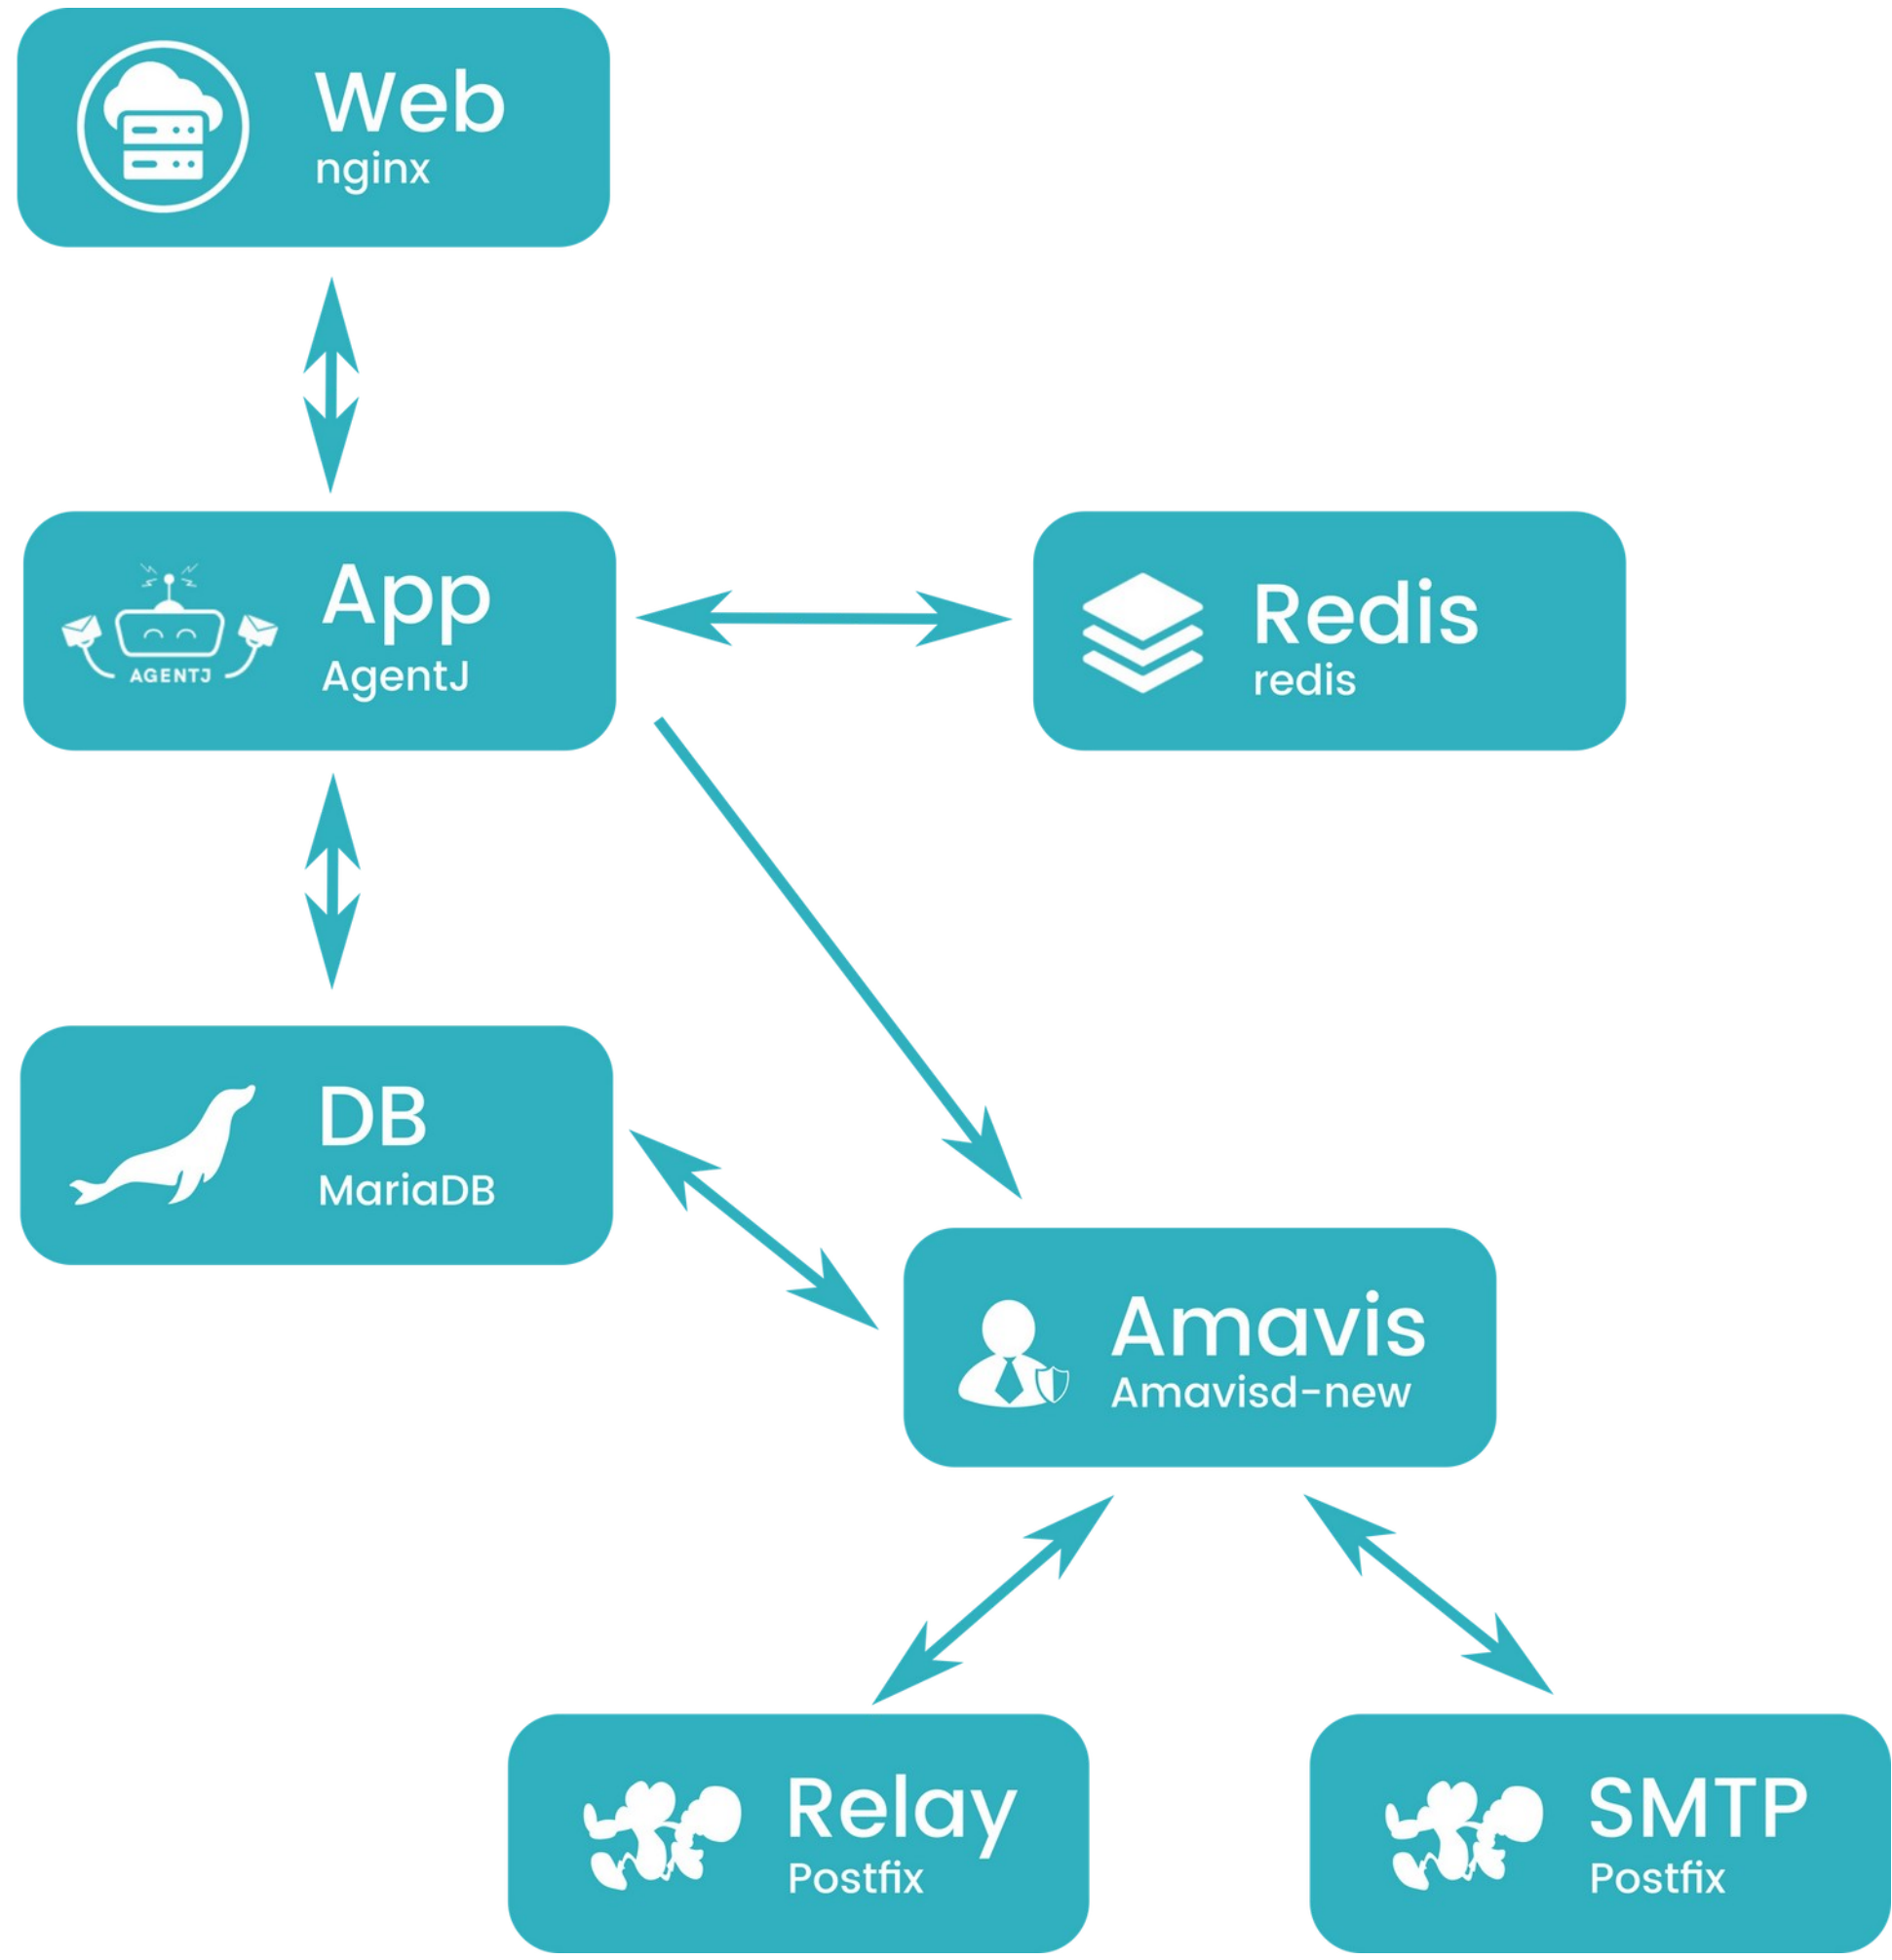 Web
nginx
AGENTJ
App
AgentJ
Redis
redis
DB
MariaDB
Amavis
Amavisd-new
Relay
Postfix
SMTP
Postfix